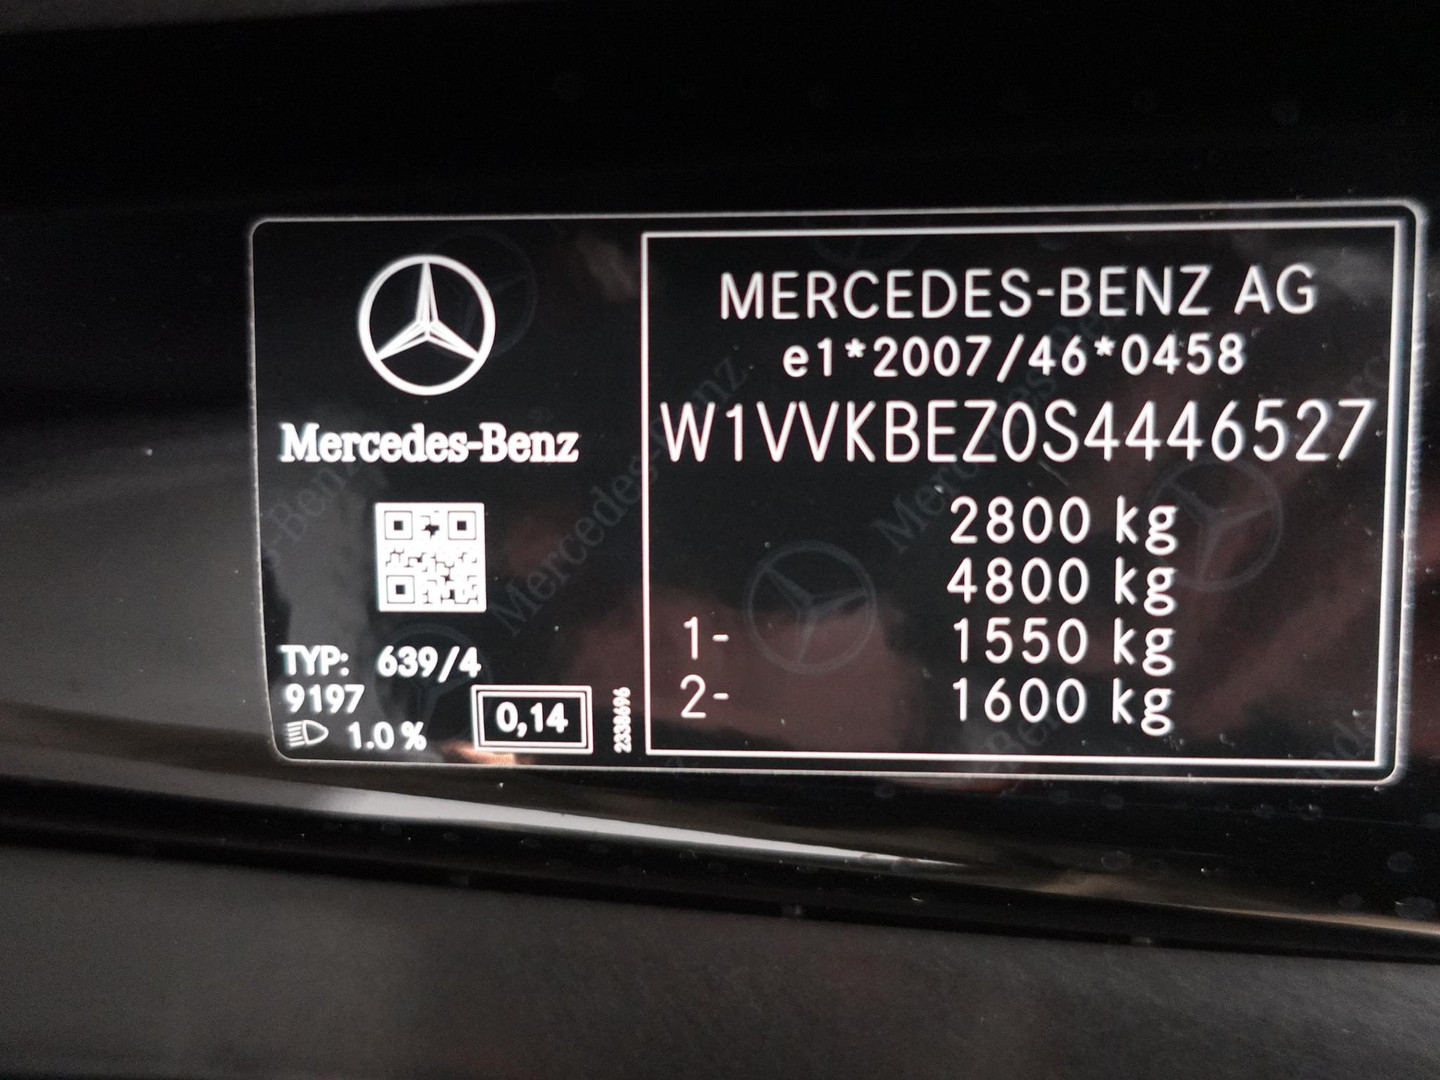 Mercedes-Benz
TYP: 639/4
9197
1.0 %
0,14
2338696
MERCEDES-BENZ AG
e1*2007/46*0458
W1VVKBEZ0S4446527
2800 kg
4800 kg
1- 1550 kg
2- 1600 kg